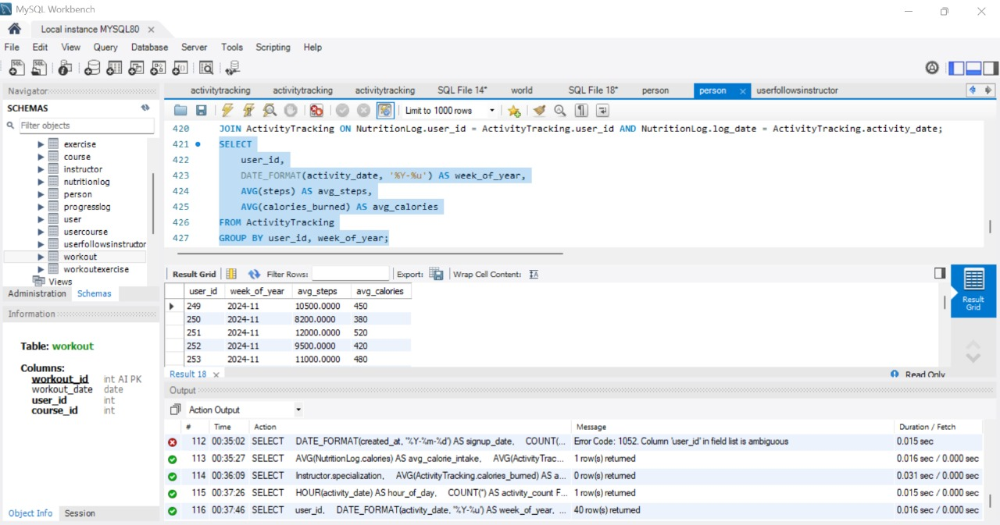 MySQL Workbench
Local instance MYSQL80
File Edit View Query Database Server Tools Scripting Help
Navigator
SCHEMAS
Filter objects
exercise
course
instructor
nutritionlog
person
progresslog
user
usercourse
userfollowsinstructor
workout
workoutexercise
Views
Administration Schemas
Information
Table: workout
Columns:
workout_id int AI PK
workout_date date
user_id int
course_id int
Object Info Session
activitytracking activitytracking activitytracking SQL File 14* world SQL File 18* person person userfollowsinstructor
Limit to 1000 rows
420 JOIN ActivityTracking ON NutritionLog.user_id = ActivityTracking.user_id AND NutritionLog.log_date = ActivityTracking.activity_date;
421 SELECT
422 user_id,
423 DATE_FORMAT(activity_date, '%Y-%u') AS week_of_year,
424 AVG(steps) AS avg_steps,
425 AVG(calories_burned) AS avg_calories
426 FROM ActivityTracking
427 GROUP BY user_id, week_of_year;
Result Grid Filter Rows: Export: Wrap Cell Content:
user_id week_of_year avg_steps avg_calories
249 2024-11 10500.0000 450
250 2024-11 8200.0000 380
251 2024-11 12000.0000 520
252 2024-11 9500.0000 420
253 2024-11 11000.0000 480
Result Grid
Result 18 Read Only
Output
Action Output
# Time Action Message Duration / Fetch
112 00:35:02 SELECT DATE_FORMAT(created_at, '%Y-%m-%d') AS signup_date, COUNT(... Error Code: 1052. Column 'user_id' in field list is ambiguous 0.015 sec
113 00:35:27 SELECT AVG(NutritionLog.calories) AS avg_calorie_intake, AVG(ActivityTrac... 1 row(s) returned 0.016 sec / 0.000 sec
114 00:36:09 SELECT Instructor.specialization, AVG(ActivityTracking.calories_burned) AS a... 0 row(s) returned 0.031 sec / 0.000 sec
115 00:37:26 SELECT HOUR(activity_date) AS hour_of_day, COUNT(*) AS activity_count F... 1 row(s) returned 0.015 sec / 0.000 sec
116 00:37:46 SELECT user_id, DATE_FORMAT(activity_date, '%Y-%u') AS week_of_year, ... 40 row(s) returned 0.016 sec / 0.000 sec